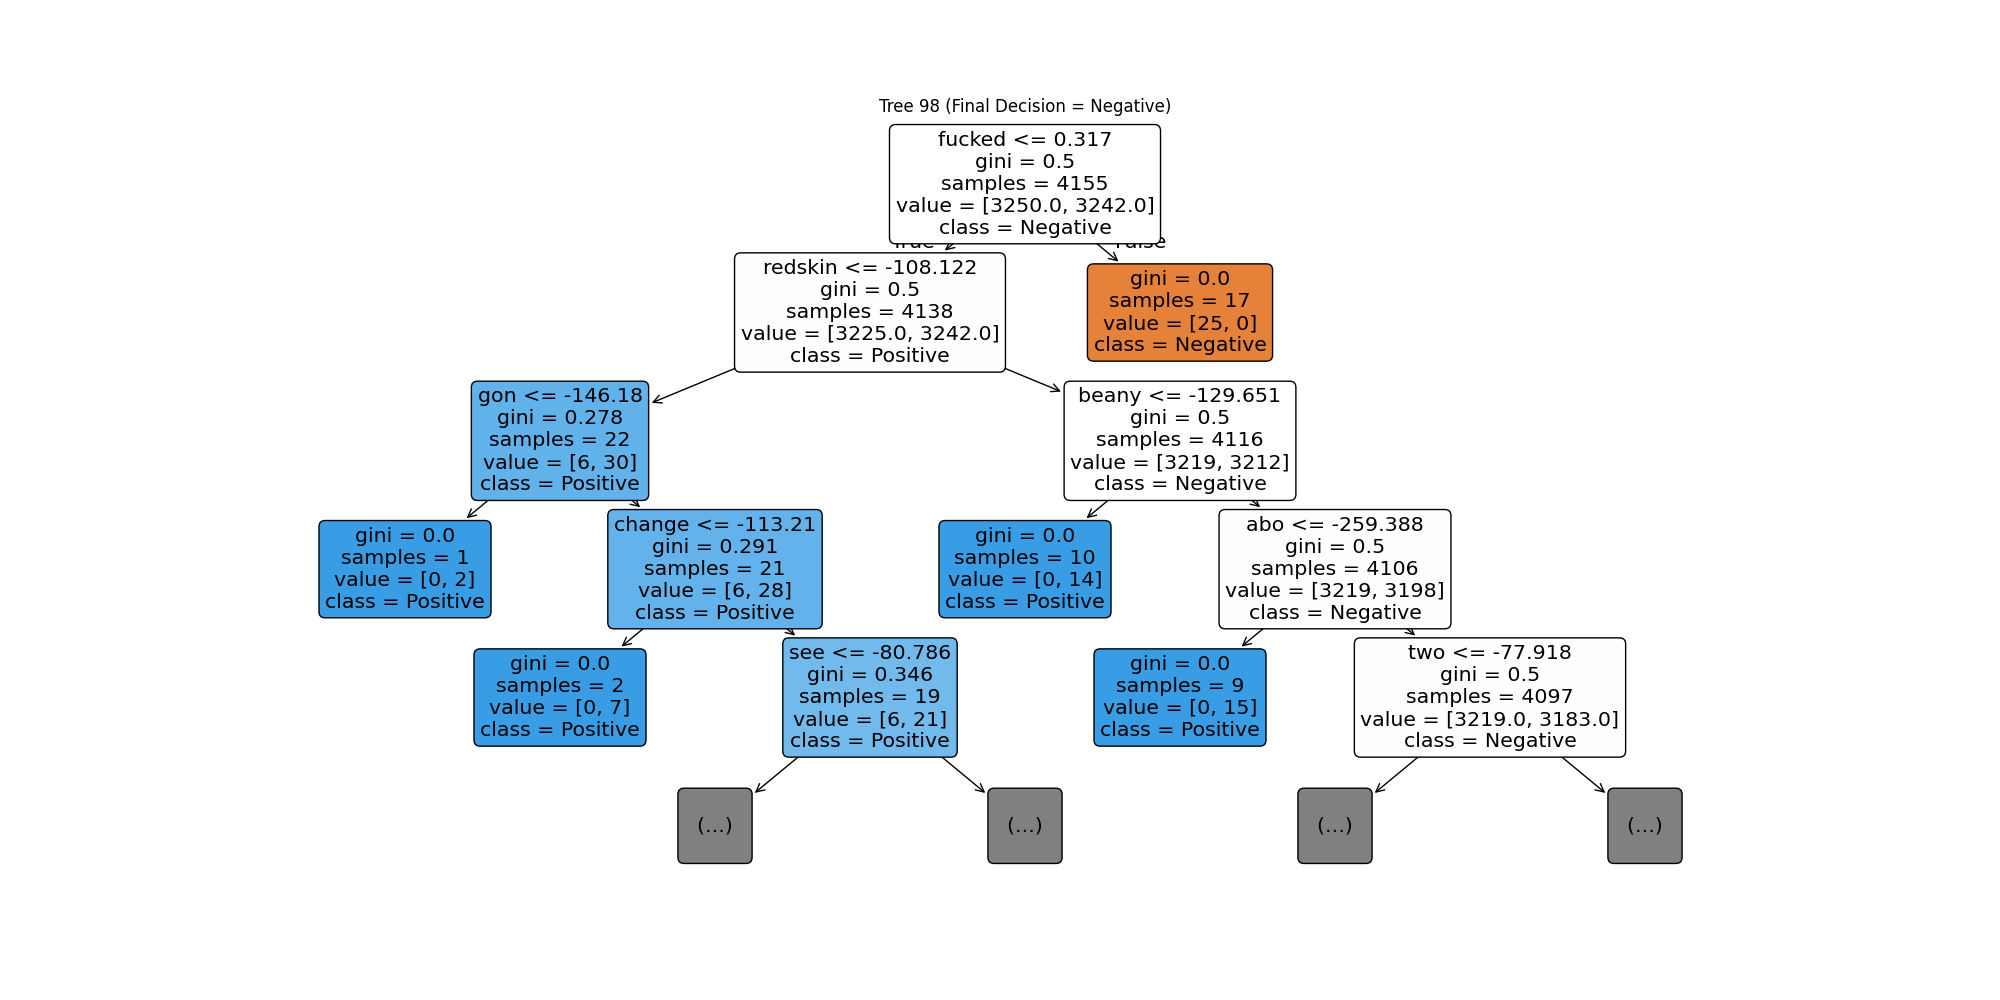 Tree 98 (Final Decision = Negative)
fucked <= 0.317
gini = 0.5
samples = 4155
value = [3250.0, 3242.0]
class = Negative
True
False
redskin <= -108.122
gini = 0.5
samples = 4138
value = [3225.0, 3242.0]
class = Positive
gini = 0.0
samples = 17
value = [25, 0]
class = Negative
gon <= -146.18
gini = 0.278
samples = 22
value = [6, 30]
class = Positive
beany <= -129.651
gini = 0.5
samples = 4116
value = [3219, 3212]
class = Negative
gini = 0.0
samples = 1
value = [0, 2]
class = Positive
change <= -113.21
gini = 0.291
samples = 21
value = [6, 28]
class = Positive
gini = 0.0
samples = 10
value = [0, 14]
class = Positive
abo <= -259.388
gini = 0.5
samples = 4106
value = [3219, 3198]
class = Negative
gini = 0.0
samples = 2
value = [0, 7]
class = Positive
see <= -80.786
gini = 0.346
samples = 19
value = [6, 21]
class = Positive
gini = 0.0
samples = 9
value = [0, 15]
class = Positive
two <= -77.918
gini = 0.5
samples = 4097
value = [3219.0, 3183.0]
class = Negative
(...)
(...)
(...)
(...)